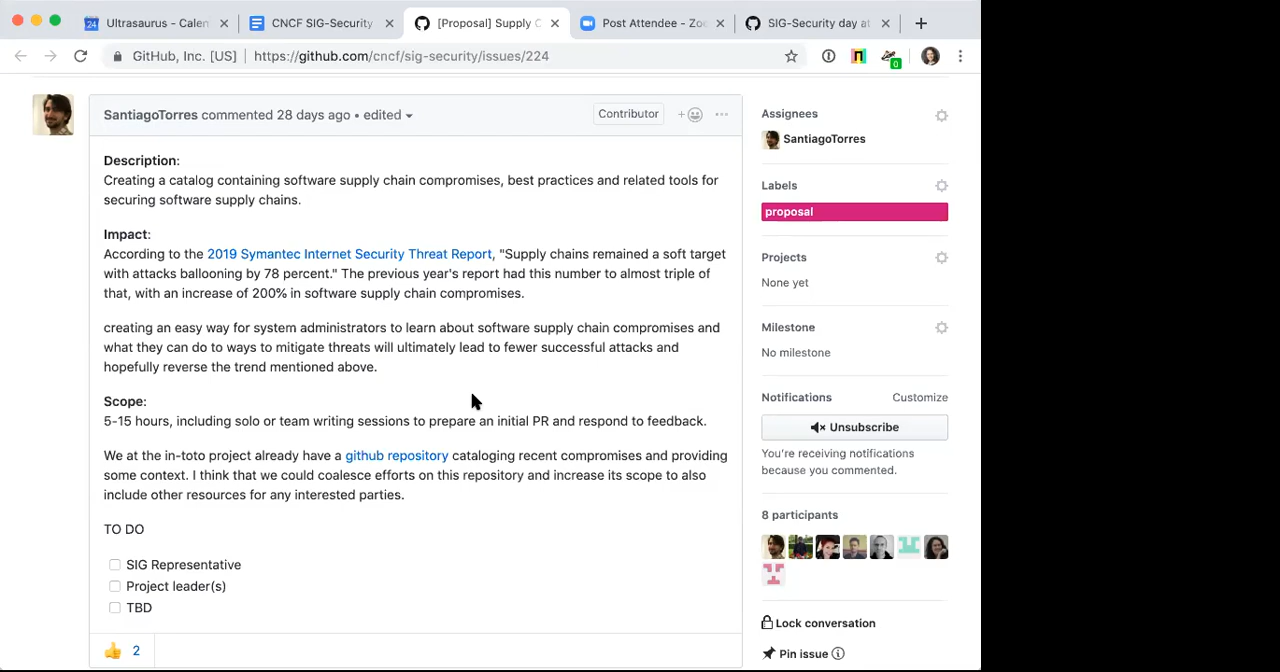 Ultrasaurus - Calen
CNCF SIG-Security
[Proposal] Supply C
Post Attendee - Zoo
SIG-Security day at
GitHub, Inc. [US] | https://github.com/cncf/sig-security/issues/224
SantiagoTorres commented 28 days ago • edited
Contributor
Description:
Creating a catalog containing software supply chain compromises, best practices and related tools for
securing software supply chains.
Impact:
According to the 2019 Symantec Internet Security Threat Report, "Supply chains remained a soft target
with attacks ballooning by 78 percent." The previous year's report had this number to almost triple of
that, with an increase of 200% in software supply chain compromises.
creating an easy way for system administrators to learn about software supply chain compromises and
what they can do to ways to mitigate threats will ultimately lead to fewer successful attacks and
hopefully reverse the trend mentioned above.
Scope:
5-15 hours, including solo or team writing sessions to prepare an initial PR and respond to feedback.
We at the in-toto project already have a github repository cataloging recent compromises and providing
some context. I think that we could coalesce efforts on this repository and increase its scope to also
include other resources for any interested parties.
TO DO
SIG Representative
Project leader(s)
TBD
👍 2
Assignees
SantiagoTorres
Labels
proposal
Projects
None yet
Milestone
No milestone
Notifications
Customize
Unsubscribe
You're receiving notifications
because you commented.
8 participants
Lock conversation
Pin issue